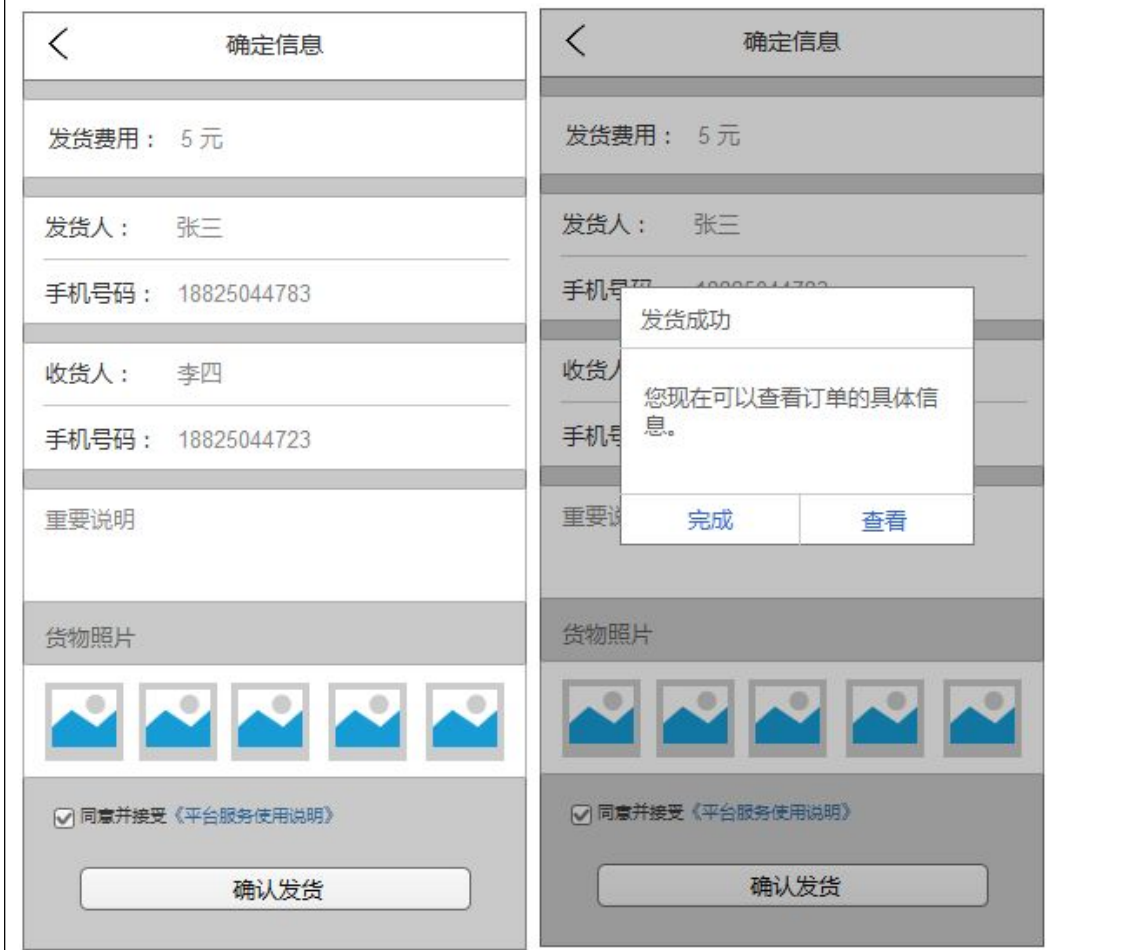 确定信息
发货费用： 5 元
发货人： 张三
手机号码： 18825044783
收货人： 李四
手机号码： 18825044723
重要说明
货物照片
同意并接受《平台服务使用说明》
确认发货
确定信息
发货费用： 5 元
发货人： 张三
手机号
发货成功
收货人
您现在可以查看订单的具体信
息。
手机号
重要说
完成 查看
货物照片
同意并接受《平台服务使用说明》
确认发货